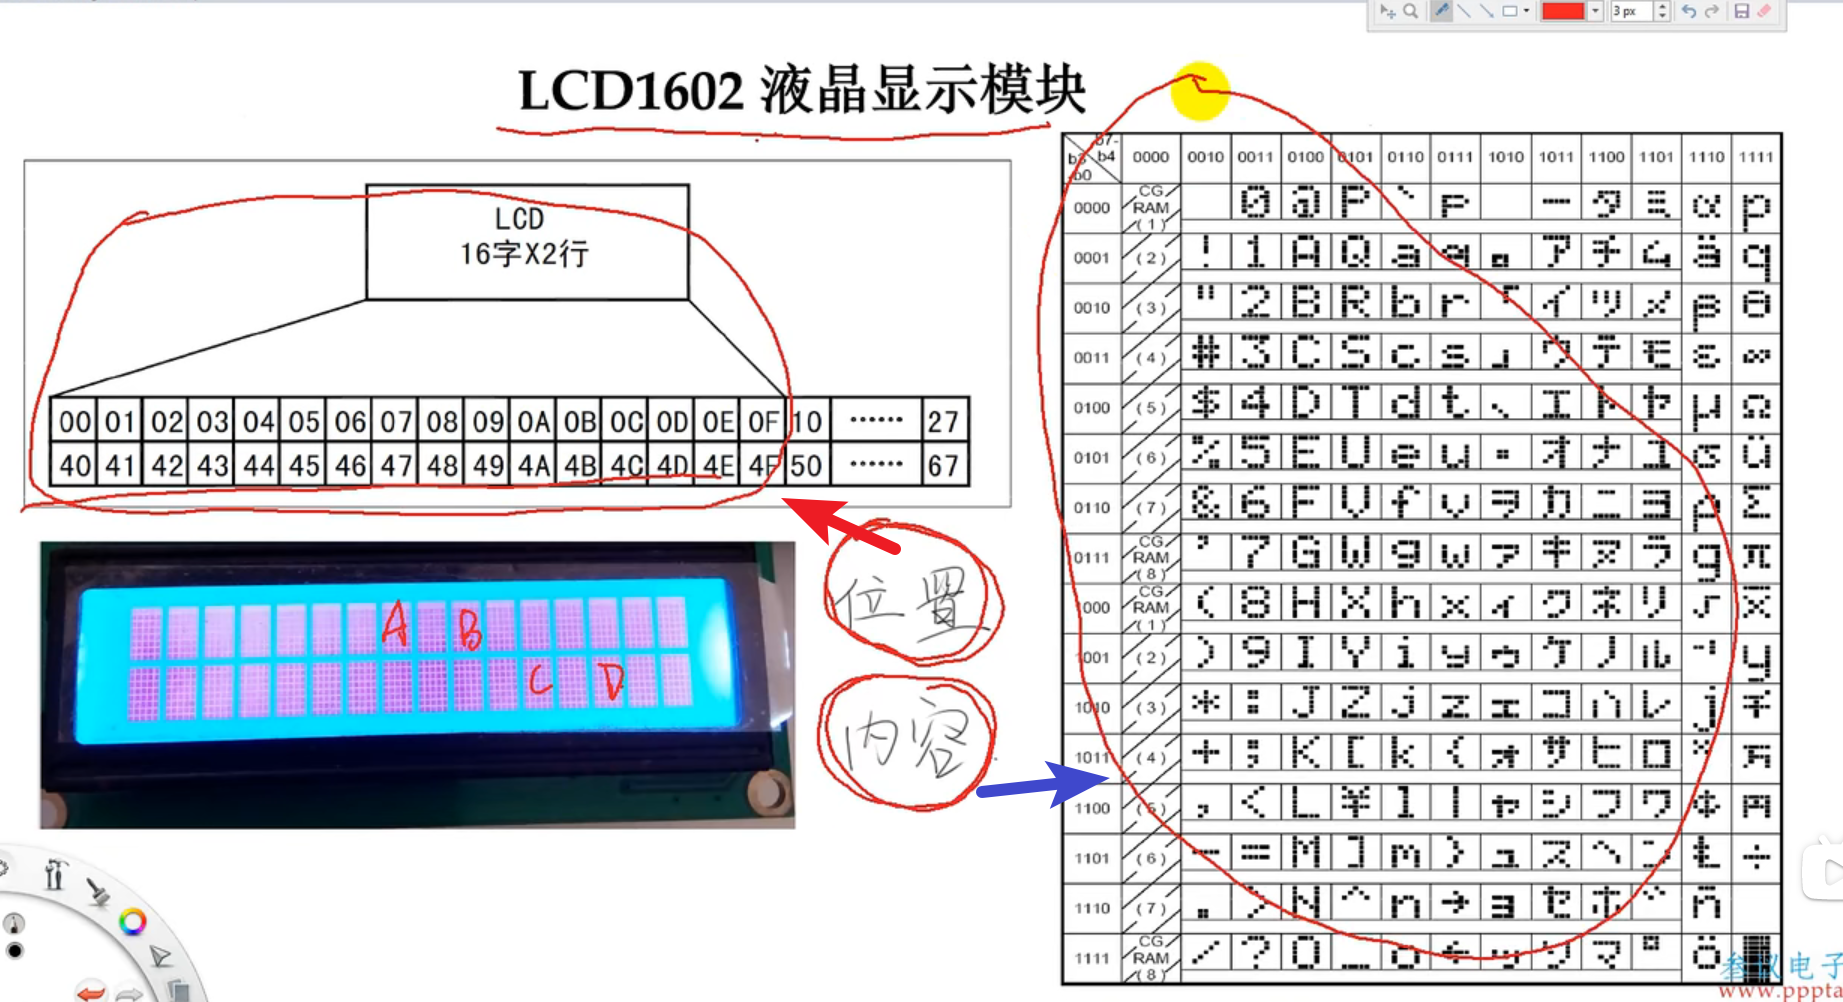 3 px
LCD1602 液晶显示模块
LCD
16字X2行
00 01 02 03 04 05 06 07 08 09 0A 0B 0C 0D 0E 0F 10 …… 27
40 41 42 43 44 45 46 47 48 49 4A 4B 4C 4D 4E 4F 50 …… 67
A B
C D
位置
内容
b7-
b3 b4 0000 0010 0011 0100 0101 0110 0111 1010 1011 1100 1101 1110 1111
-b0
0000 CG RAM (1) 0 @ P ` p ー タ ミ α p
0001 (2) ! 1 A Q a q 。 ア チ ム ä q
0010 (3) " 2 B R b r 「 イ ツ メ β θ
0011 (4) # 3 C S c s 」 ウ テ モ ε ∞
0100 (5) $ 4 D T d t 、 エ ト ヤ μ Ω
0101 (6) % 5 E U e u ・ オ ナ ユ σ ü
0110 (7) & 6 F V f v ヲ カ ニ ヨ ρ Σ
0111 CG RAM (8) ' 7 G W g w ァ キ ヌ ラ g π
1000 CG RAM (1) ( 8 H X h x ィ ク ネ リ √ x̄
1001 (2) ) 9 I Y i y ゥ ケ ノ ル ⁻¹ y
1010 (3) * : J Z j z ェ コ ハ レ j 千
1011 (4) + ; K [ k { ォ サ ヒ ロ ˣ 万
1100 (5) , < L ¥ l | ャ シ フ ワ ¢ 円
1101 (6) - = M ] m } ュ ス ヘ ン Ł ÷
1110 (7) . > N ^ n → ョ セ ホ ゛ ñ
1111 CG RAM (8) / ? O _ o ← ッ ソ マ ゜ ö █
叁议电子
www.pppta